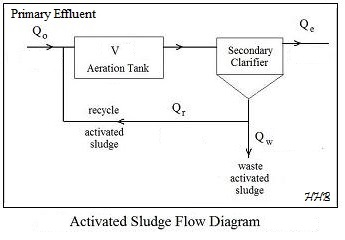 Primary Effluent
Qo
Qe
V
Aeration Tank
Secondary
Clarifier
recycle
activated
sludge
Qr
Qw
waste
activated
sludge
HHB
Activated Sludge Flow Diagram